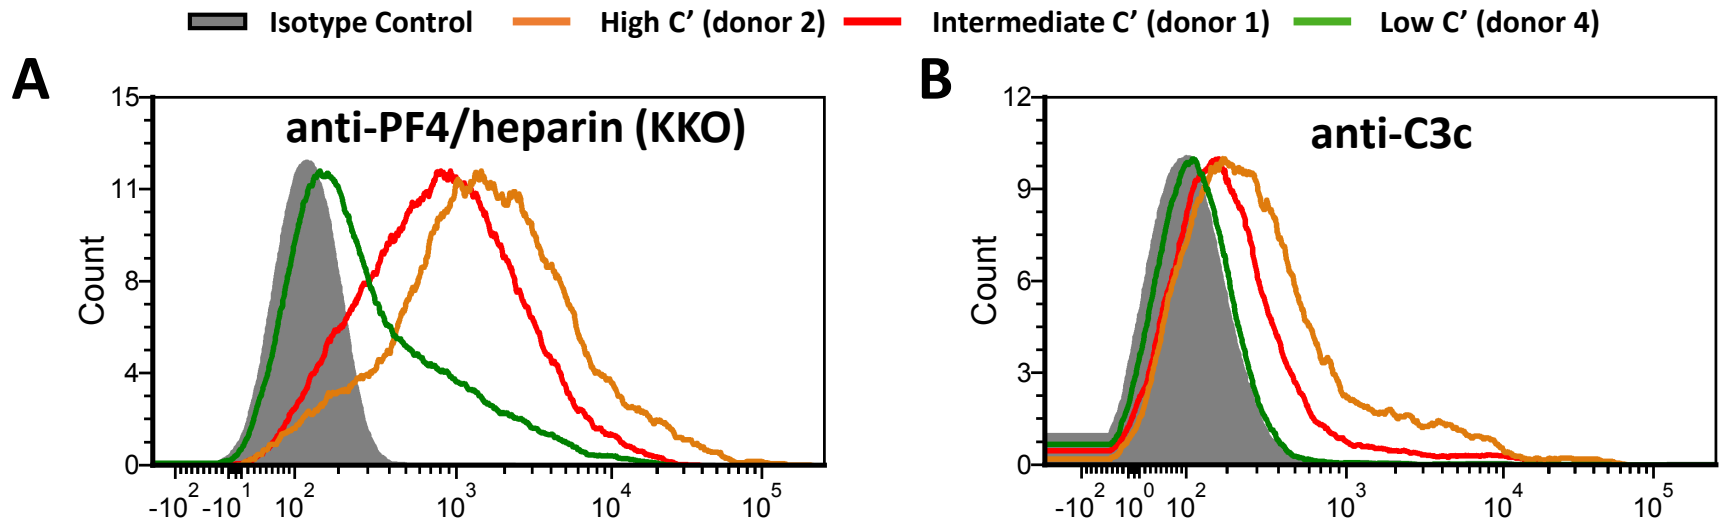 Isotype Control High C’ (donor 2) Intermediate C’ (donor 1) Low C’ (donor 4)
A
anti-PF4/heparin (KKO)
Count
15
11
8
4
0
-10² -10¹ 10² 10³ 10⁴ 10⁵
B
anti-C3c
Count
12
9
6
3
0
-10² 10⁰ 10² 10³ 10⁴ 10⁵